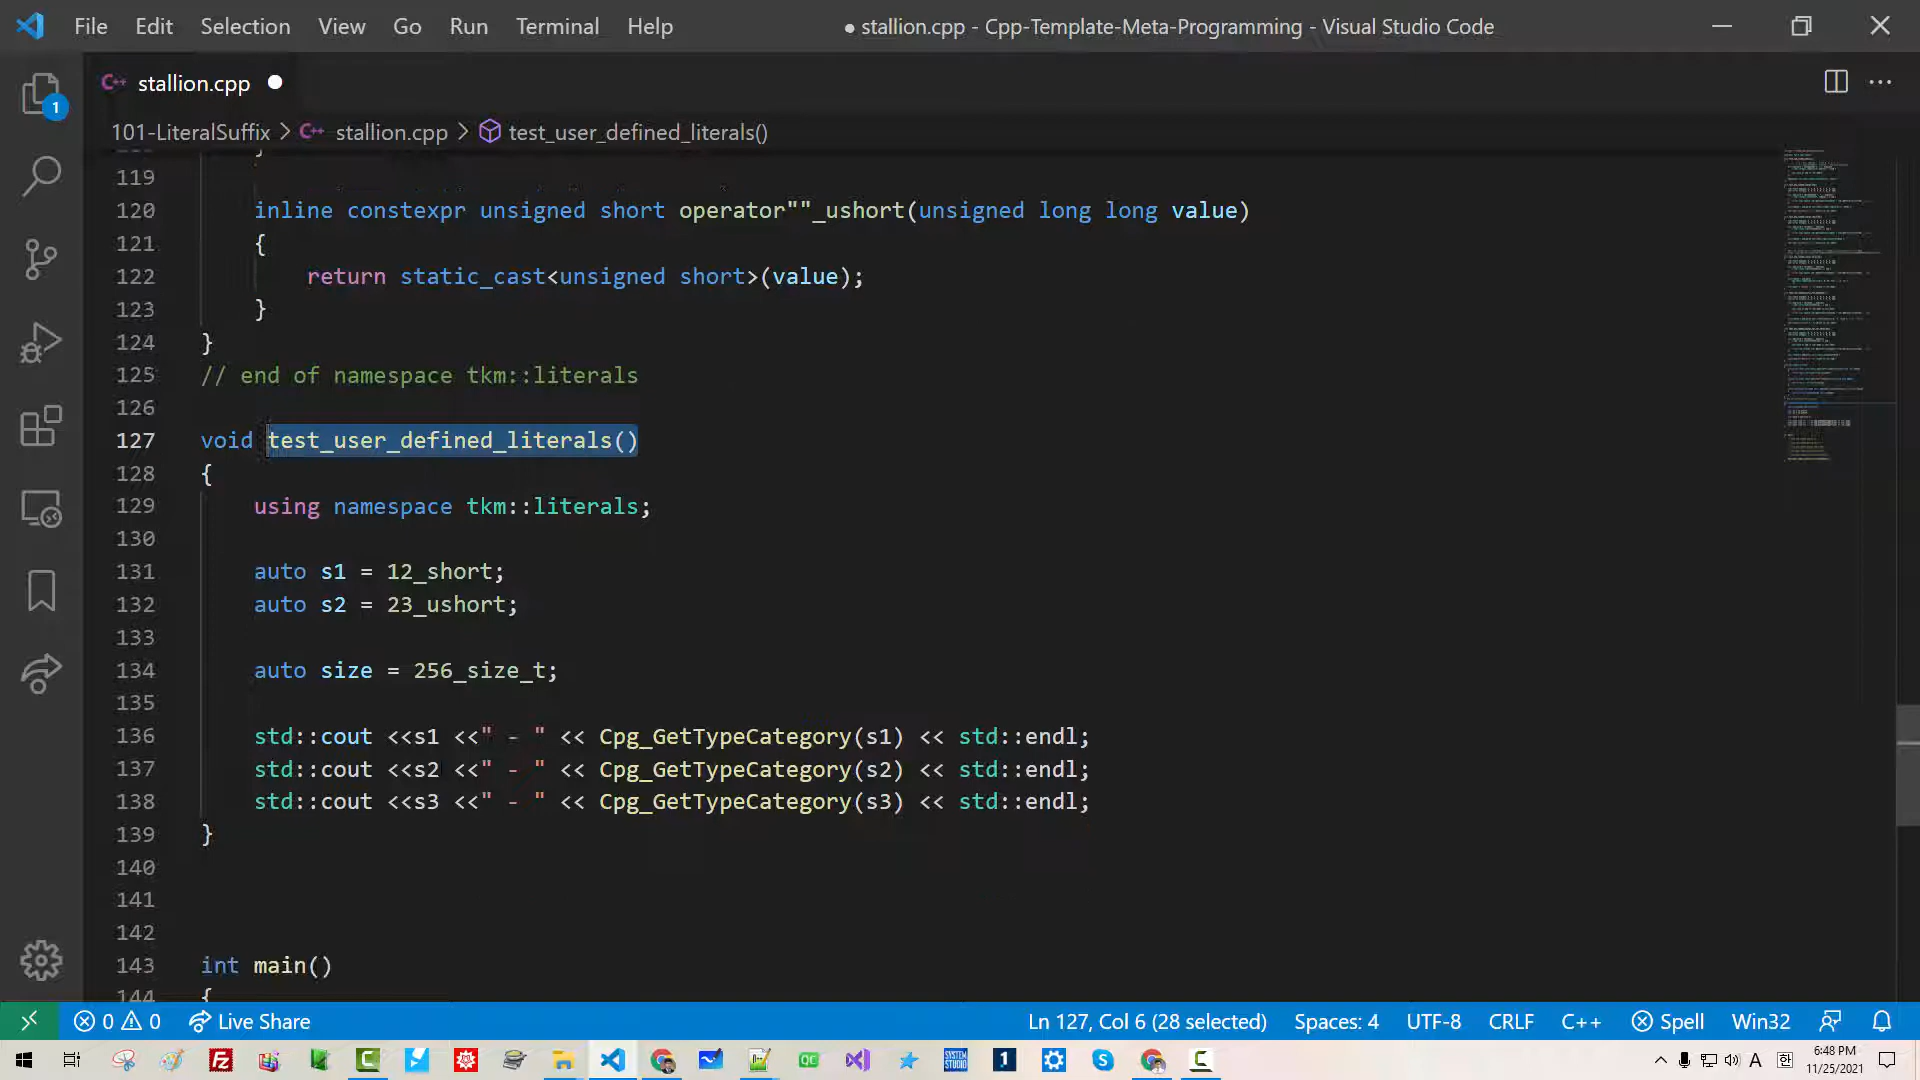 File Edit Selection View Go Run Terminal Help ● stallion.cpp - Cpp-Template-Meta-Programming - Visual Studio Code
C++ stallion.cpp
101-LiteralSuffix > C++ stallion.cpp > test_user_defined_literals()
1
119
120 inline constexpr unsigned short operator""_ushort(unsigned long long value)
121 {
122 return static_cast<unsigned short>(value);
123 }
124 }
125 // end of namespace tkm::literals
126
127 void test_user_defined_literals()
128 {
129 using namespace tkm::literals;
130
131 auto s1 = 12_short;
132 auto s2 = 23_ushort;
133
134 auto size = 256_size_t;
135
136 std::cout <<s1 <<" - " << Cpg_GetTypeCategory(s1) << std::endl;
137 std::cout <<s2 <<" - " << Cpg_GetTypeCategory(s2) << std::endl;
138 std::cout <<s3 <<" - " << Cpg_GetTypeCategory(s3) << std::endl;
139 }
140
141
142
143 int main()
144 {
0 0 Live Share Ln 127, Col 6 (28 selected) Spaces: 4 UTF-8 CRLF C++ Spell Win32
A 한 6:48 PM
11/25/2021